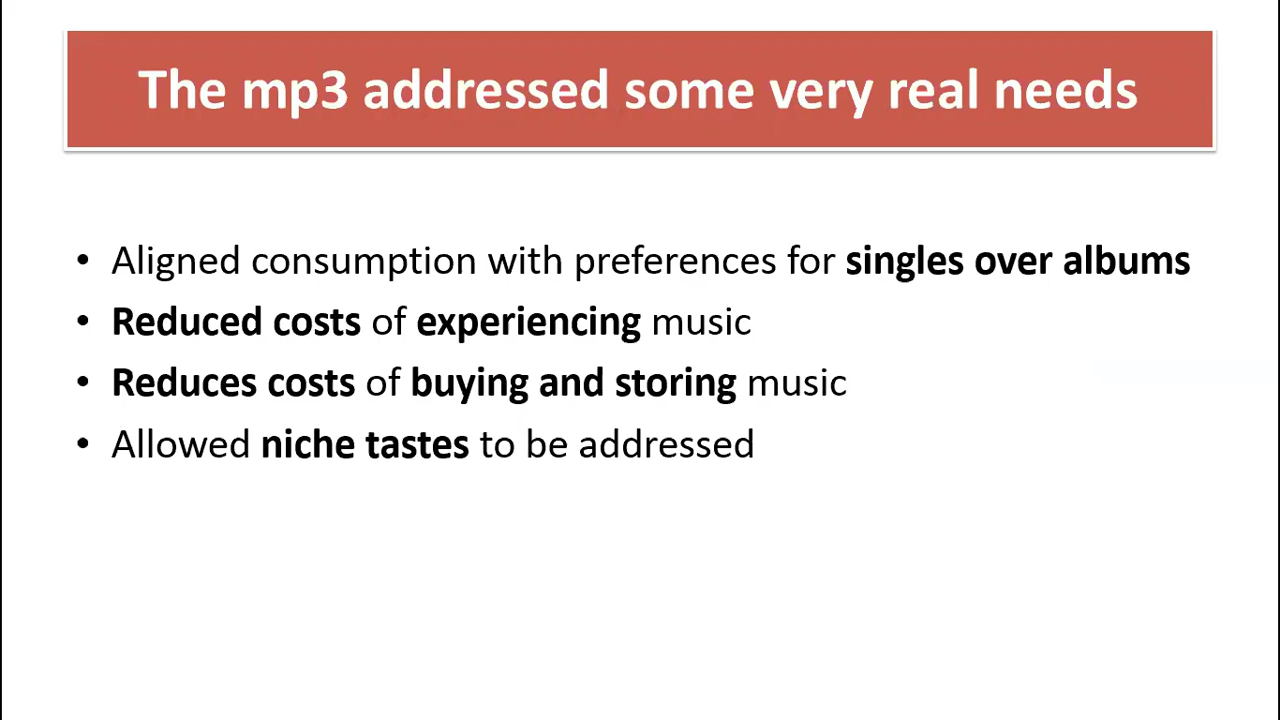 The mp3 addressed some very real needs
• Aligned consumption with preferences for singles over albums
• Reduced costs of experiencing music
• Reduces costs of buying and storing music
• Allowed niche tastes to be addressed